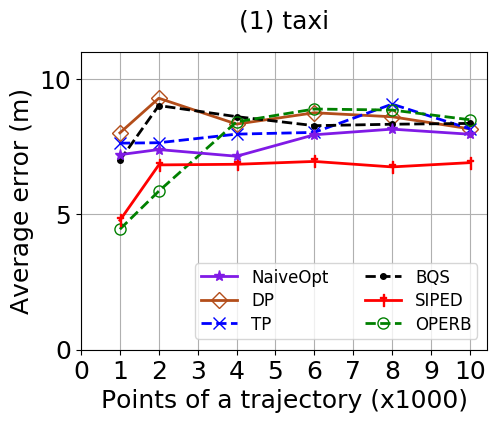 (1) taxi
10
5
0
Average error (m)
NaiveOpt
DP
TP
BQS
SIPED
OPERB
0 1 2 3 4 5 6 7 8 9 10
Points of a trajectory (x1000)